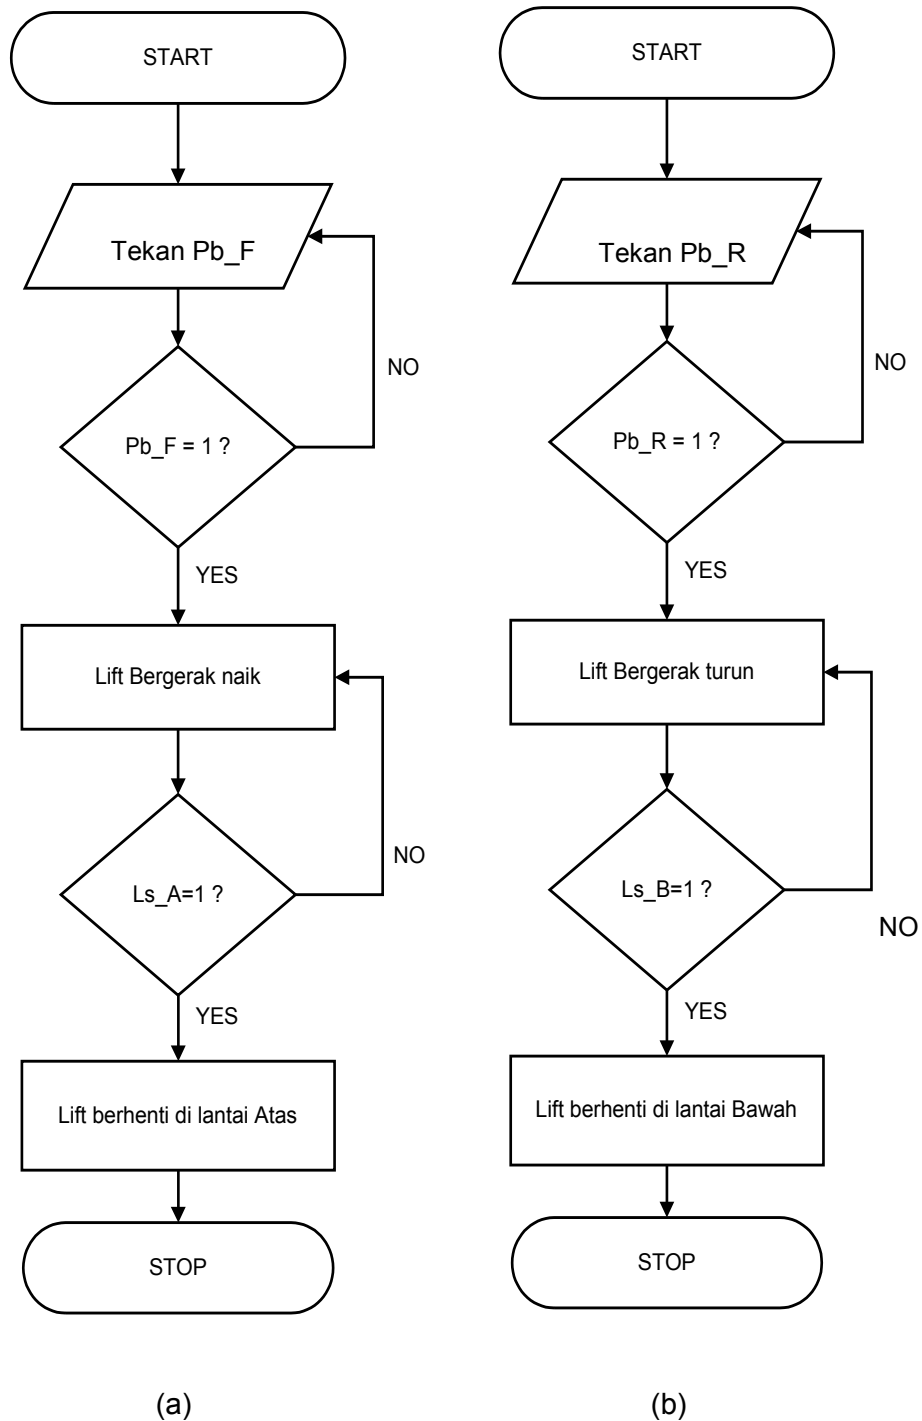 START
Tekan Pb_F
NO
Pb_F = 1 ?
YES
Lift Bergerak naik
Ls_A=1 ?
NO
YES
Lift berhenti di lantai Atas
STOP
(a)
START
Tekan Pb_R
NO
Pb_R = 1 ?
YES
Lift Bergerak turun
Ls_B=1 ?
NO
YES
Lift berhenti di lantai Bawah
STOP
(b)